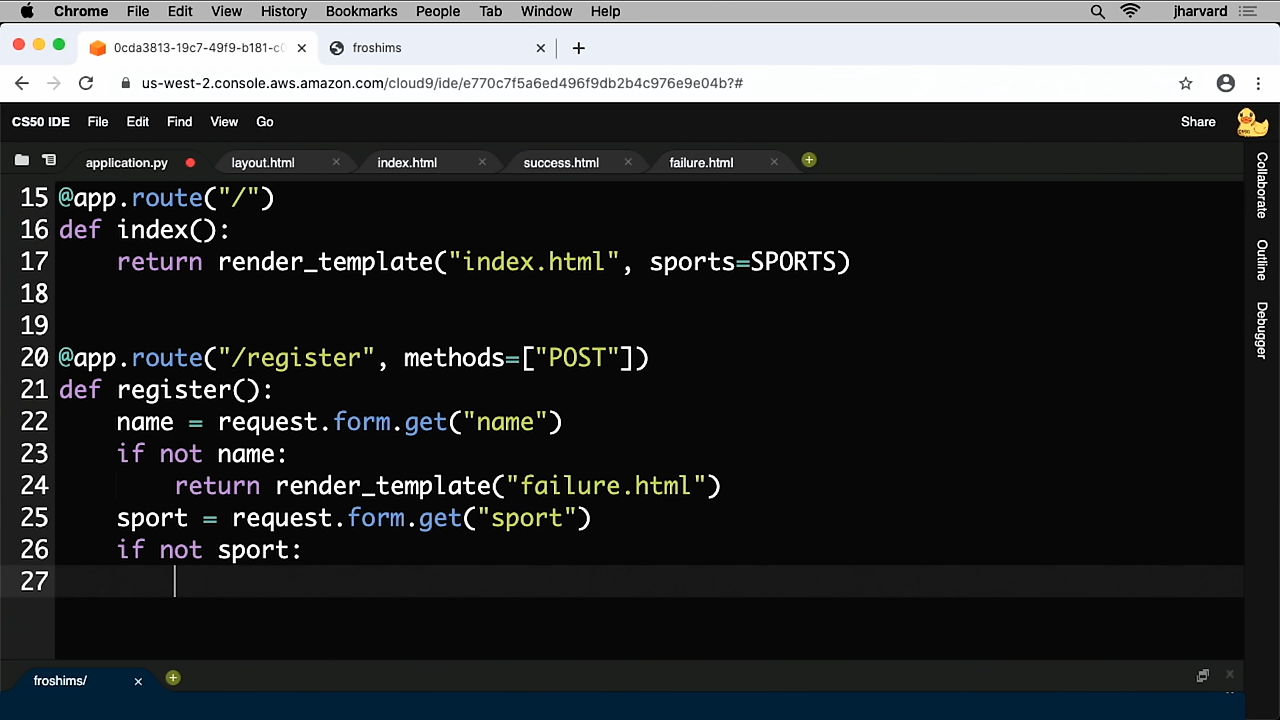 Chrome File Edit View History Bookmarks People Tab Window Help jharvard
0cda3813-19c7-49f9-b181-c froshims
us-west-2.console.aws.amazon.com/cloud9/ide/e770c7f5a6ed496f9db2b4c976e9e04b?#
CS50 IDE File Edit Find View Go Share
application.py layout.html index.html success.html failure.html
15 @app.route("/")
16 def index():
17 return render_template("index.html", sports=SPORTS)
18
19
20 @app.route("/register", methods=["POST"])
21 def register():
22 name = request.form.get("name")
23 if not name:
24 return render_template("failure.html")
25 sport = request.form.get("sport")
26 if not sport:
27
Collaborate
Outline
Debugger
froshims/